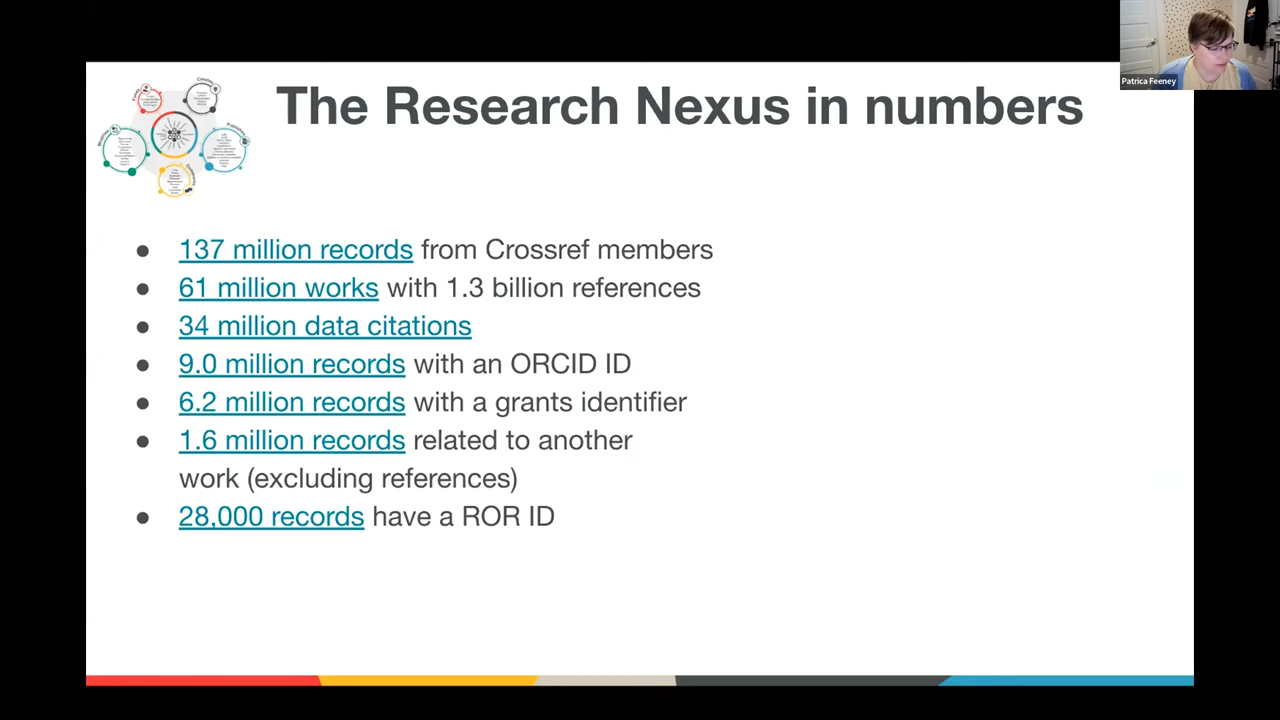 Patrica Feeney
The Research Nexus in numbers
● 137 million records from Crossref members
● 61 million works with 1.3 billion references
● 34 million data citations
● 9.0 million records with an ORCID ID
● 6.2 million records with a grants identifier
● 1.6 million records related to another
work (excluding references)
● 28,000 records have a ROR ID